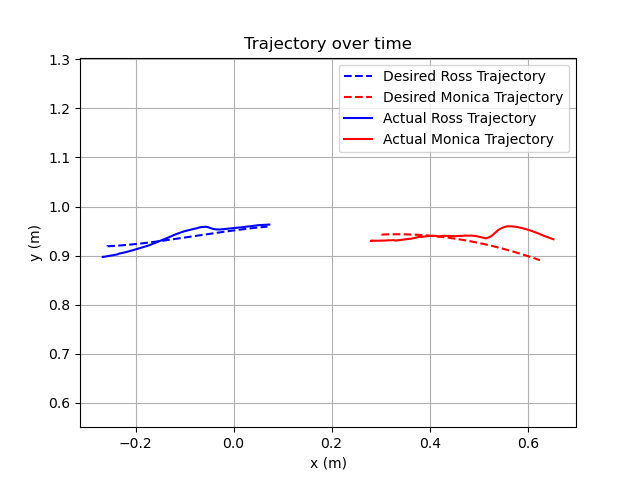 Trajectory over time
Desired Ross Trajectory
Desired Monica Trajectory
Actual Ross Trajectory
Actual Monica Trajectory
y (m)
1.3
1.2
1.1
1.0
0.9
0.8
0.7
0.6
−0.2 0.0 0.2 0.4 0.6
x (m)